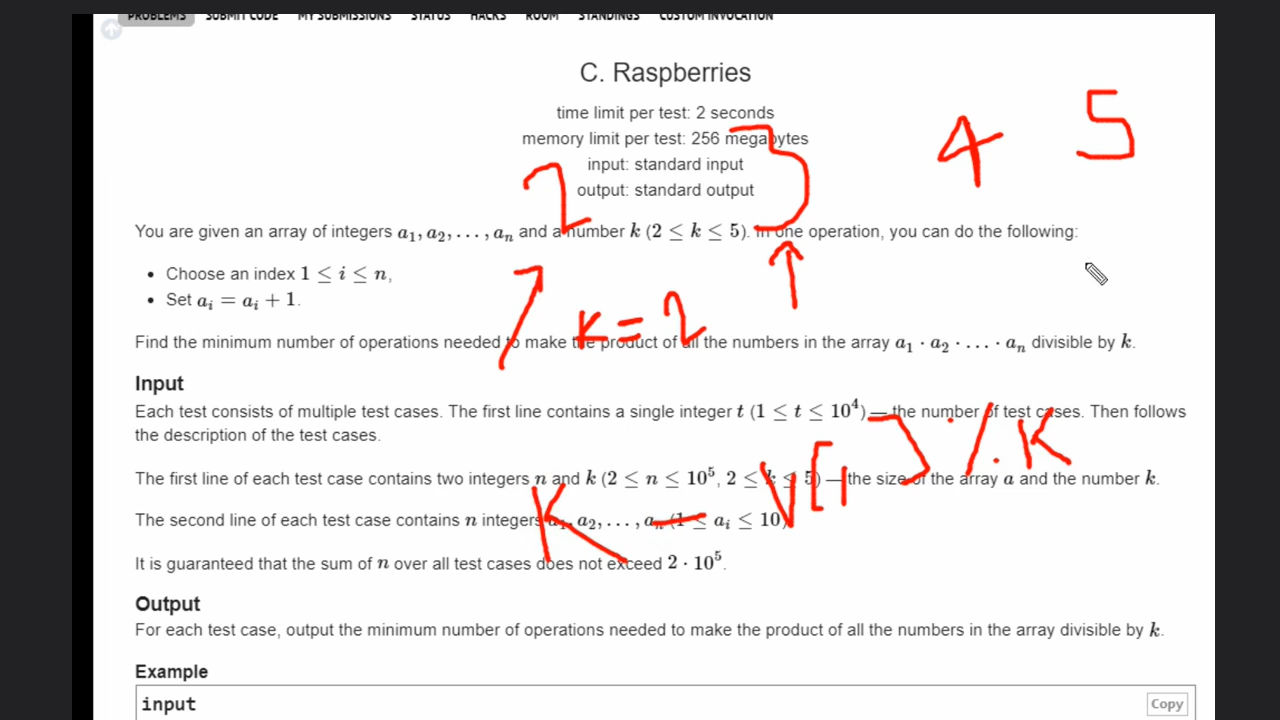 PROBLEMS SUBMIT CODE MY SUBMISSIONS STATUS HACKS ROOM STANDINGS CUSTOM INVOCATION
C. Raspberries
time limit per test: 2 seconds
memory limit per test: 256 megabytes
input: standard input
output: standard output
2 3 4 5
You are given an array of integers a₁, a₂, . . . , aₙ and a number k (2 ≤ k ≤ 5). In one operation, you can do the following:
• Choose an index 1 ≤ i ≤ n,
• Set aᵢ = aᵢ + 1.
k = 2
Find the minimum number of operations needed to make the product of all the numbers in the array a₁ · a₂ · . . . · aₙ divisible by k.
Input
Each test consists of multiple test cases. The first line contains a single integer t (1 ≤ t ≤ 10⁴) — the number of test cases. Then follows
the description of the test cases.
The first line of each test case contains two integers n and k (2 ≤ n ≤ 10⁵, 2 ≤ k ≤ 5) — the size of the array a and the number k.
K - V[i] % K
The second line of each test case contains n integers a₁, a₂, . . . , aₙ (1 ≤ aᵢ ≤ 10).
It is guaranteed that the sum of n over all test cases does not exceed 2 · 10⁵.
Output
For each test case, output the minimum number of operations needed to make the product of all the numbers in the array divisible by k.
Example
input
Copy